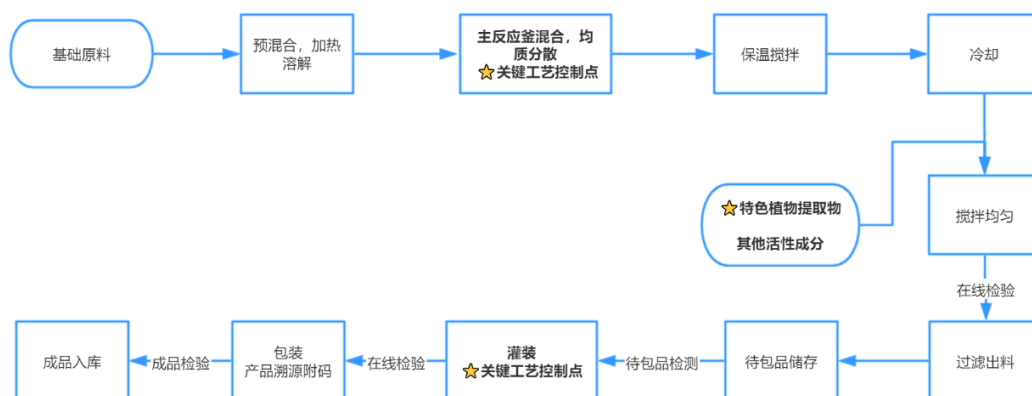 基础原料
预混合，加热
溶解
主反应釜混合，均
质分散
关键工艺控制点
保温搅拌
冷却
特色植物提取物
其他活性成分
搅拌均匀
在线检验
成品入库
成品检验
包装
产品溯源附码
在线检验
灌装
关键工艺控制点
待包品检测
待包品储存
过滤出料